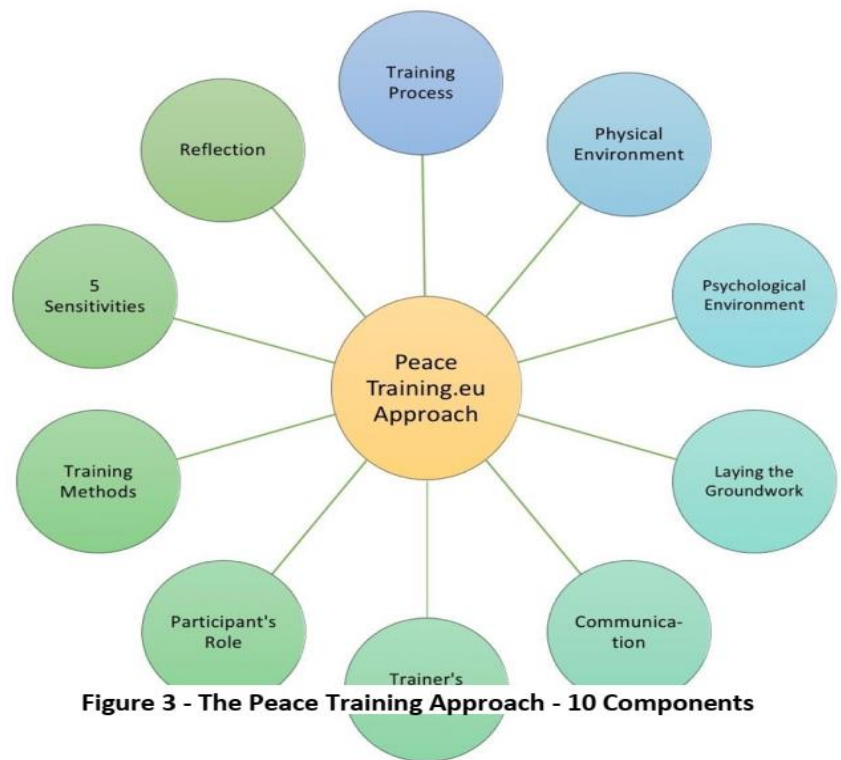 Training
Process
Physical
Environment
Psychological
Environment
Laying the
Groundwork
Communica-
tion
Trainer's
Participant's
Role
Training
Methods
5
Sensitivities
Reflection
Peace
Training.eu
Approach
Figure 3 - The Peace Training Approach - 10 Components